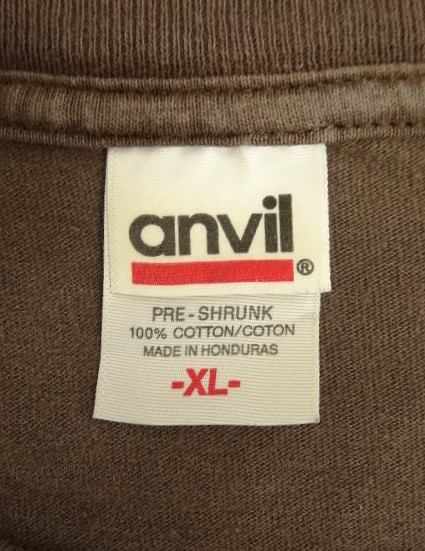 anvil®
PRE-SHRUNK
100% COTTON/COTON
MADE IN HONDURAS
-XL-